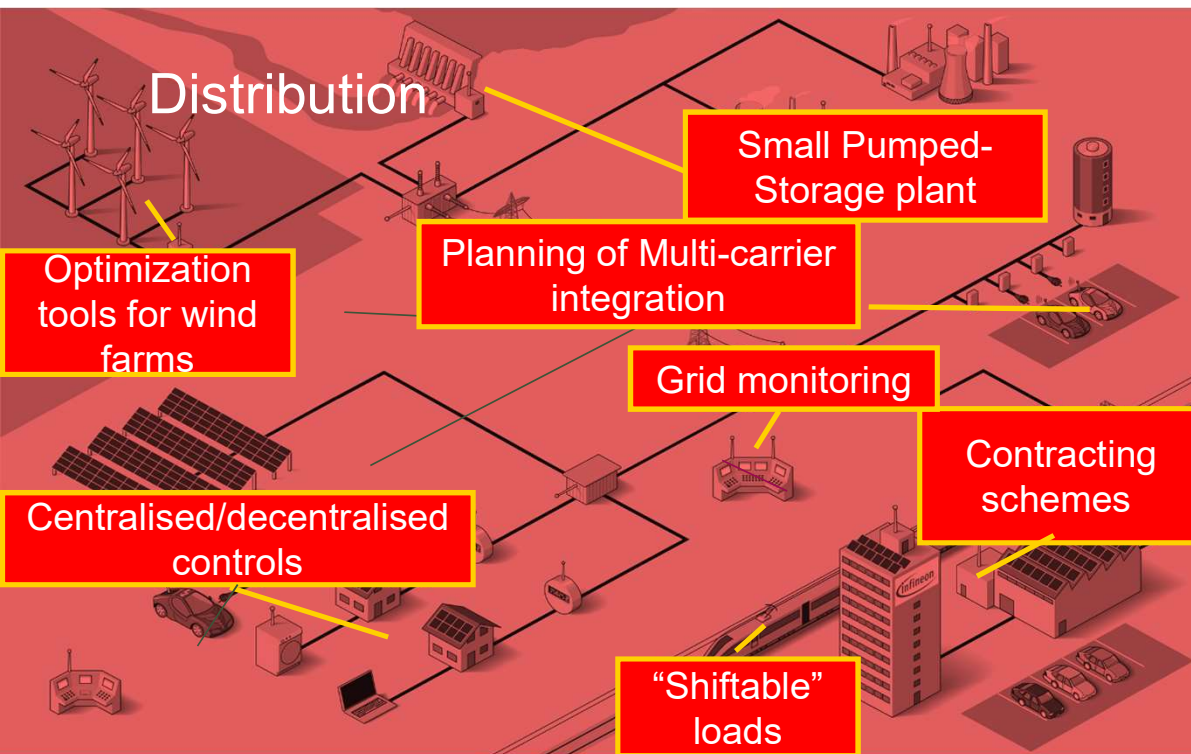 Distribution
Small Pumped-
Storage plant
Planning of Multi-carrier
integration
Optimization
tools for wind
farms
Grid monitoring
Contracting
schemes
Centralised/decentralised
controls
Infineon
“Shiftable”
loads